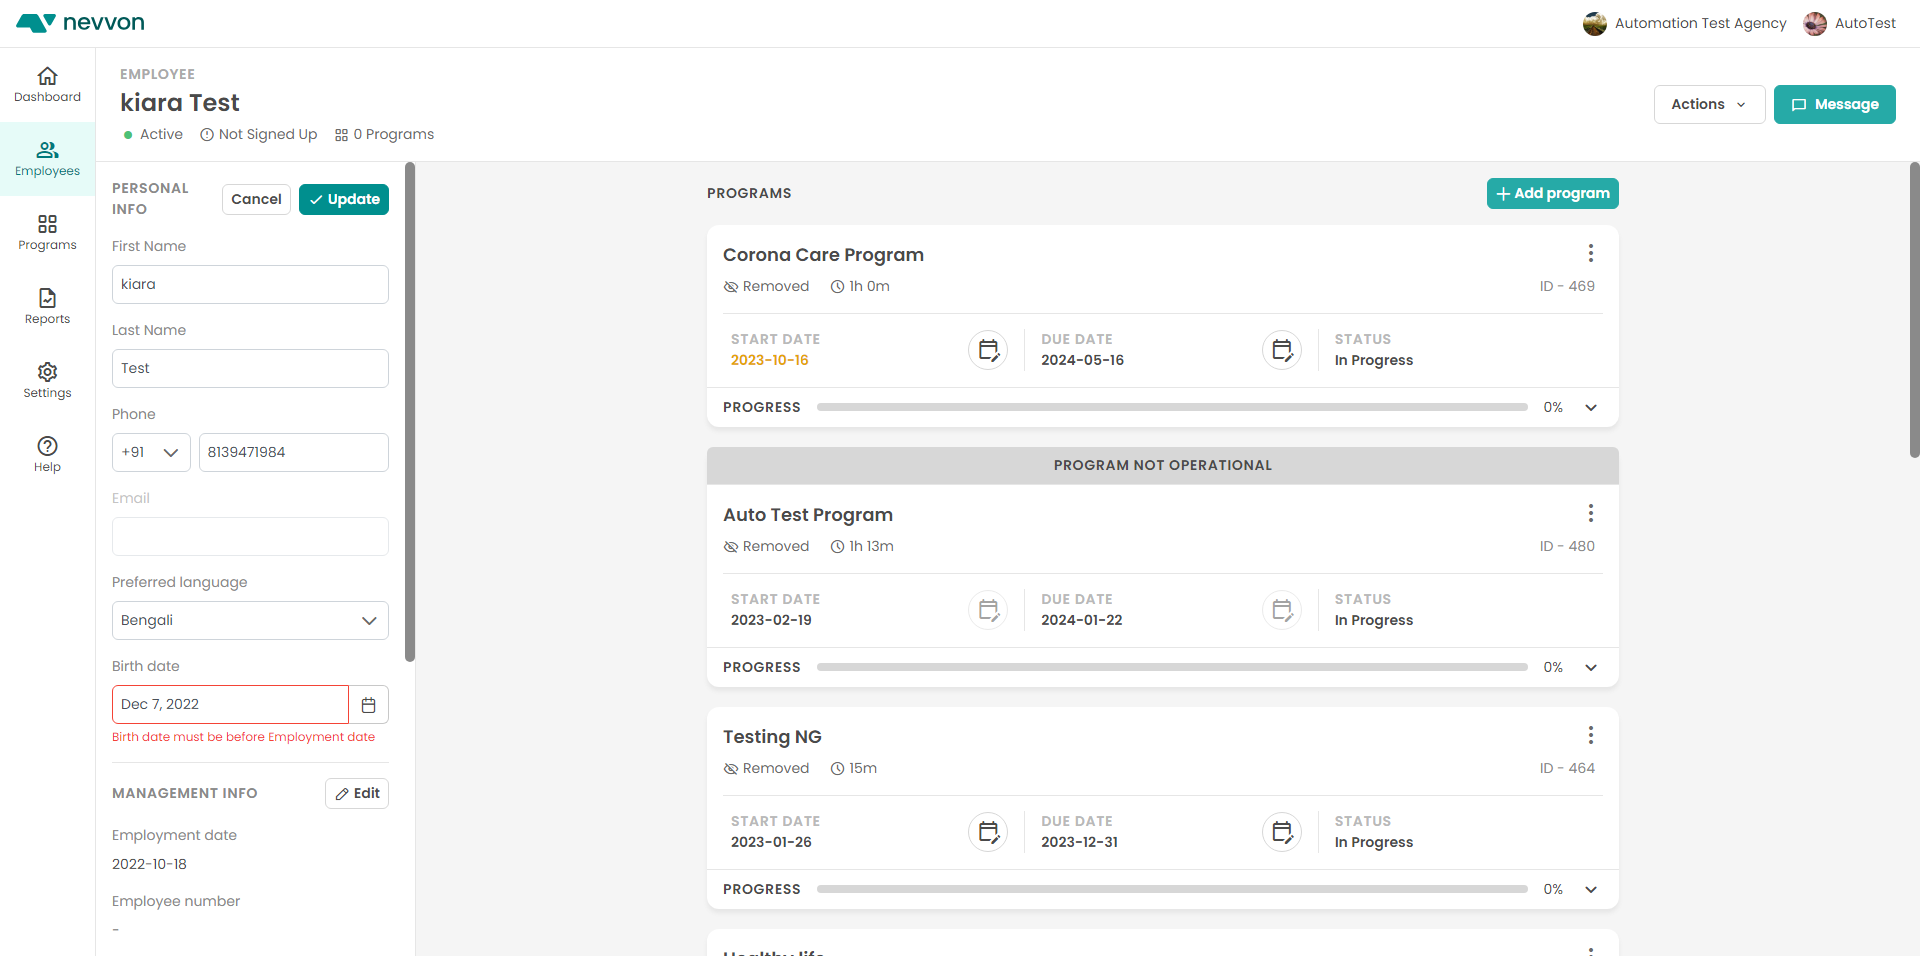 nevvon
Automation Test Agency
AutoTest
Dashboard
Employees
Programs
Reports
Settings
Help
EMPLOYEE
kiara Test
Active
Not Signed Up
0 Programs
Actions
Message
PERSONAL
INFO
Cancel
Update
First Name
kiara
Last Name
Test
Phone
+91
8139471984
Email
Preferred language
Bengali
Birth date
Dec 7, 2022
Birth date must be before Employment date
MANAGEMENT INFO
Edit
Employment date
2022-10-18
Employee number
-
PROGRAMS
Add program
Corona Care Program
Removed
1h 0m
ID - 469
START DATE
2023-10-16
DUE DATE
2024-05-16
STATUS
In Progress
PROGRESS
0%
PROGRAM NOT OPERATIONAL
Auto Test Program
Removed
1h 13m
ID - 480
START DATE
2023-02-19
DUE DATE
2024-01-22
STATUS
In Progress
PROGRESS
0%
Testing NG
Removed
15m
ID - 464
START DATE
2023-01-26
DUE DATE
2023-12-31
STATUS
In Progress
PROGRESS
0%
Healthy life